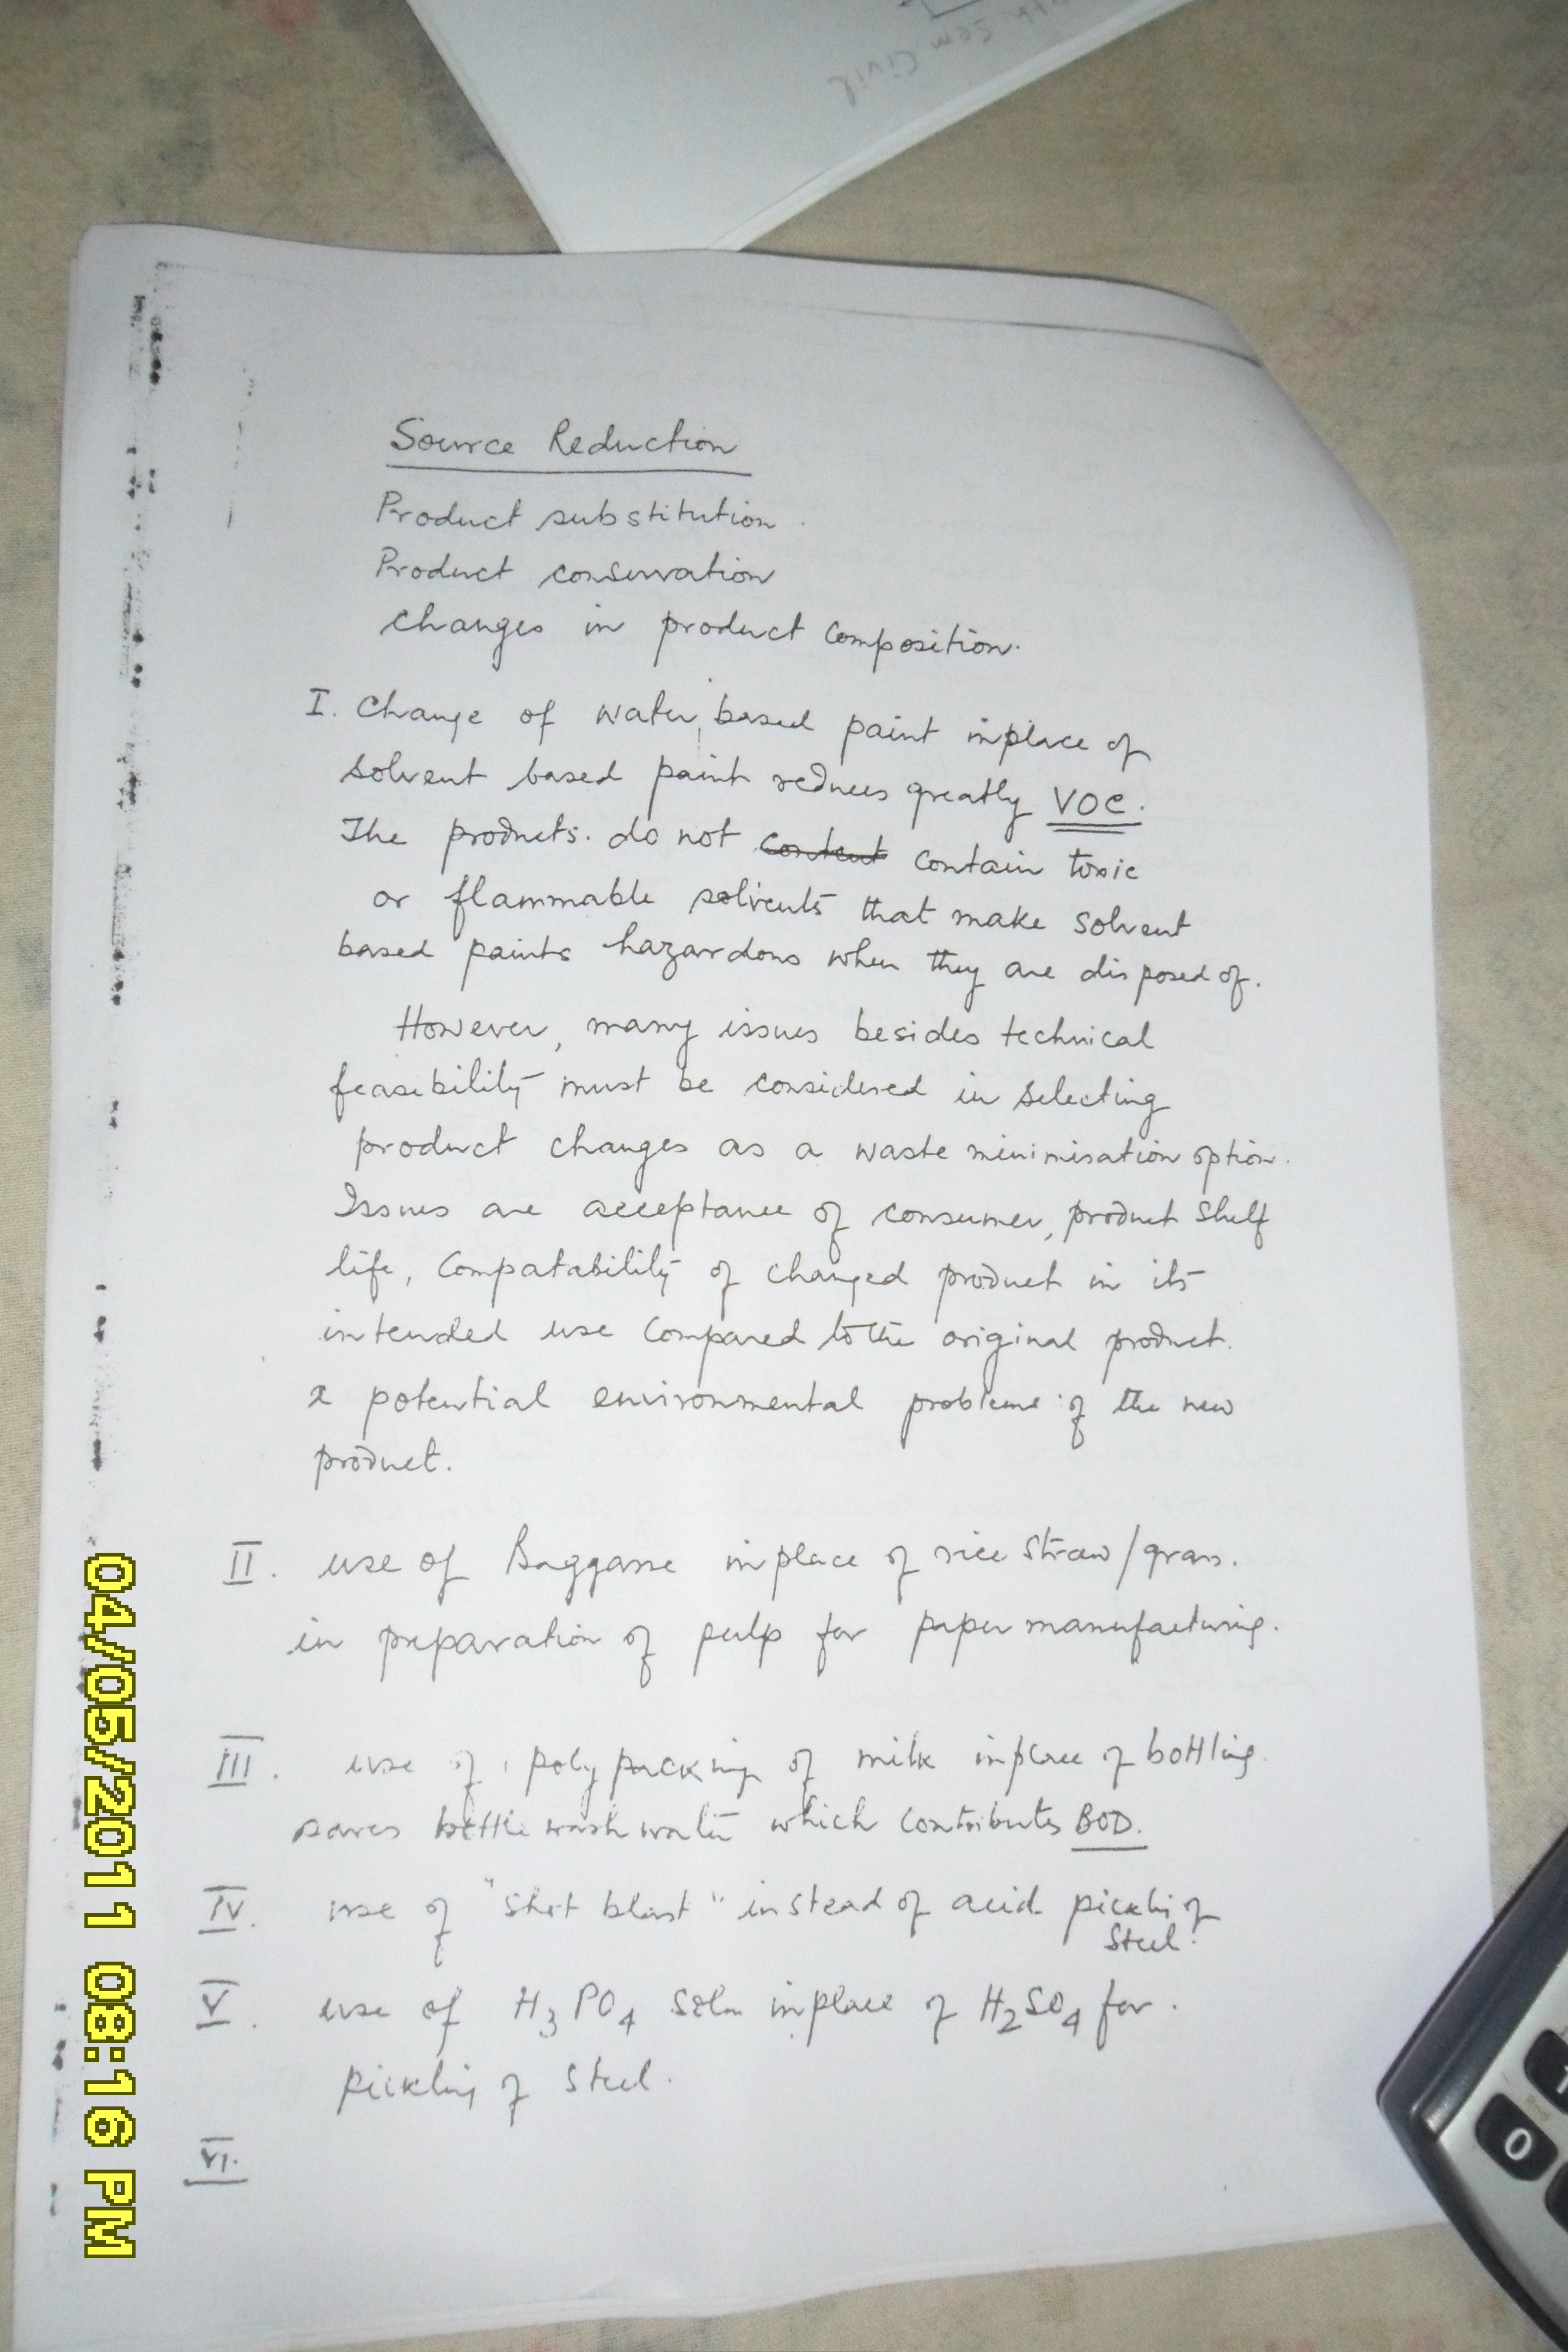 6th Sem Civil
Source Reduction
Product substitution.
Product conservation
changes in product composition.
I. Change of water, based paint inplace of
solvent based paint reduces greatly VOC.
The products. do not content contain toxic
or flammable solvents that make solvent
based paints hazardous when they are disposed of.
However, many issues besides technical
feasibility must be considered in selecting
product changes as a waste minimisation option.
Issues are acceptance of consumer, product shelf
life, Compatability of changed product in its
intended use compared to the original product.
& potential environmental problems of the new
product.
II. use of Baggasse inplace of rice straw/grass.
in preparation of pulp for paper manufacturing.
III. use of poly packing of milk inplace of bottling.
saves bottle wash water which contributes BOD.
IV. use of "Shot blast" instead of acid pickli of
Steel.
V. use of H3PO4 Soln inplace of H2SO4 for.
pickling of steel.
VI.
04/05/2011 08:16 PM
0